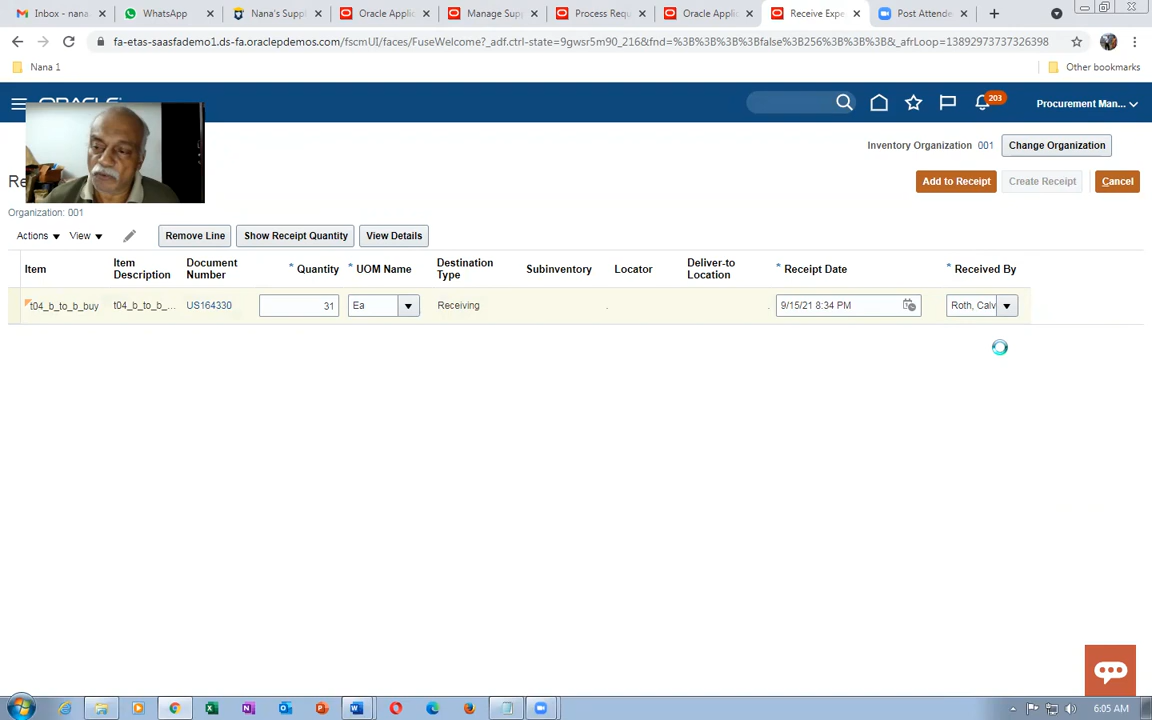 Inbox - nana
WhatsApp
Nana's Suppl
Oracle Applic
Manage Supp
Process Requ
Oracle Applic
Receive Expe
Post Attende
fa-etas-saasfademo1.ds-fa.oraclepdemos.com/fscmUI/faces/FuseWelcome?_adf.ctrl-state=9gwsr5m90_216&fnd=%3B%3B%3B%3Bfalse%3B256%3B%3B%3B&_afrLoop=13892973737326398
Nana 1
Other bookmarks
ORACLE
203
Procurement Man...
Inventory Organization 001
Change Organization
Add to Receipt
Create Receipt
Cancel
Organization: 001
Actions View
Remove Line
Show Receipt Quantity
View Details
Item
Item Description
Document Number
* Quantity
* UOM Name
Destination Type
Subinventory
Locator
Deliver-to Location
* Receipt Date
* Received By
t04_b_to_b_buy
t04_b_to_b_...
US164330
31
Ea
Receiving
.
.
9/15/21 8:34 PM
Roth, Calv
6:05 AM